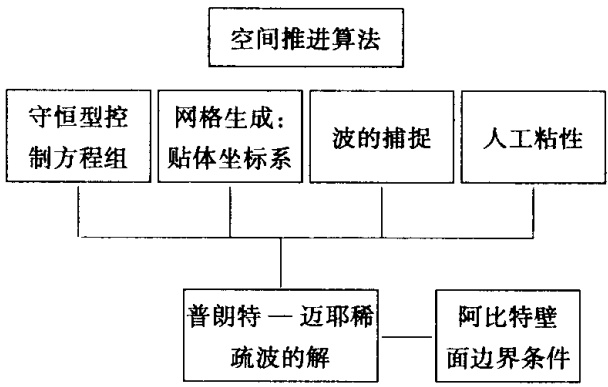 空间推进算法
守恒型控
制方程组
网格生成:
贴体坐标系
波的捕捉
人工粘性
普朗特—迈耶稀
疏波的解
阿比特壁
面边界条件